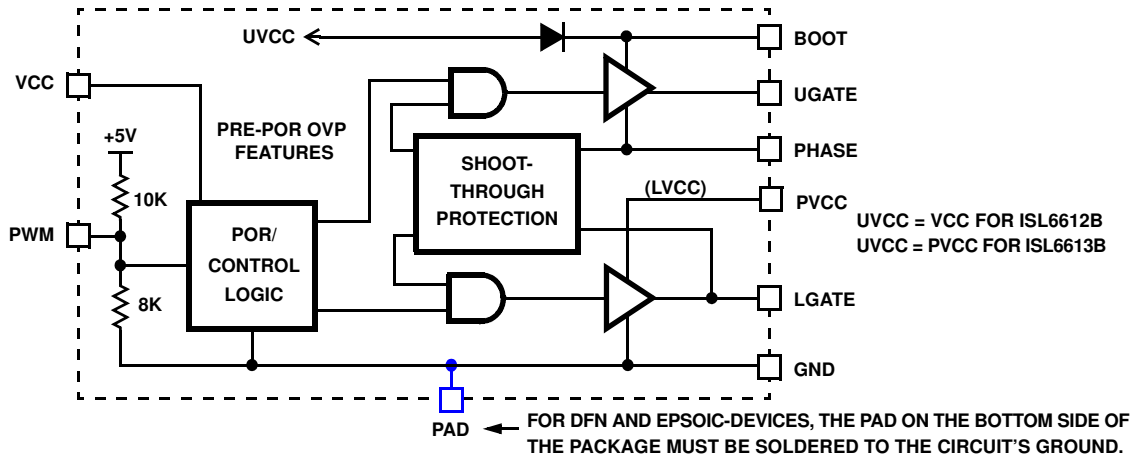 UVCC
BOOT
VCC
UGATE
+5V
PRE-POR OVP
FEATURES
PHASE
SHOOT-
THROUGH
PROTECTION
10K
(LVCC)
PVCC
UVCC = VCC FOR ISL6612B
UVCC = PVCC FOR ISL6613B
PWM
POR/
CONTROL
LOGIC
8K
LGATE
GND
PAD
FOR DFN AND EPSOIC-DEVICES, THE PAD ON THE BOTTOM SIDE OF
THE PACKAGE MUST BE SOLDERED TO THE CIRCUIT'S GROUND.